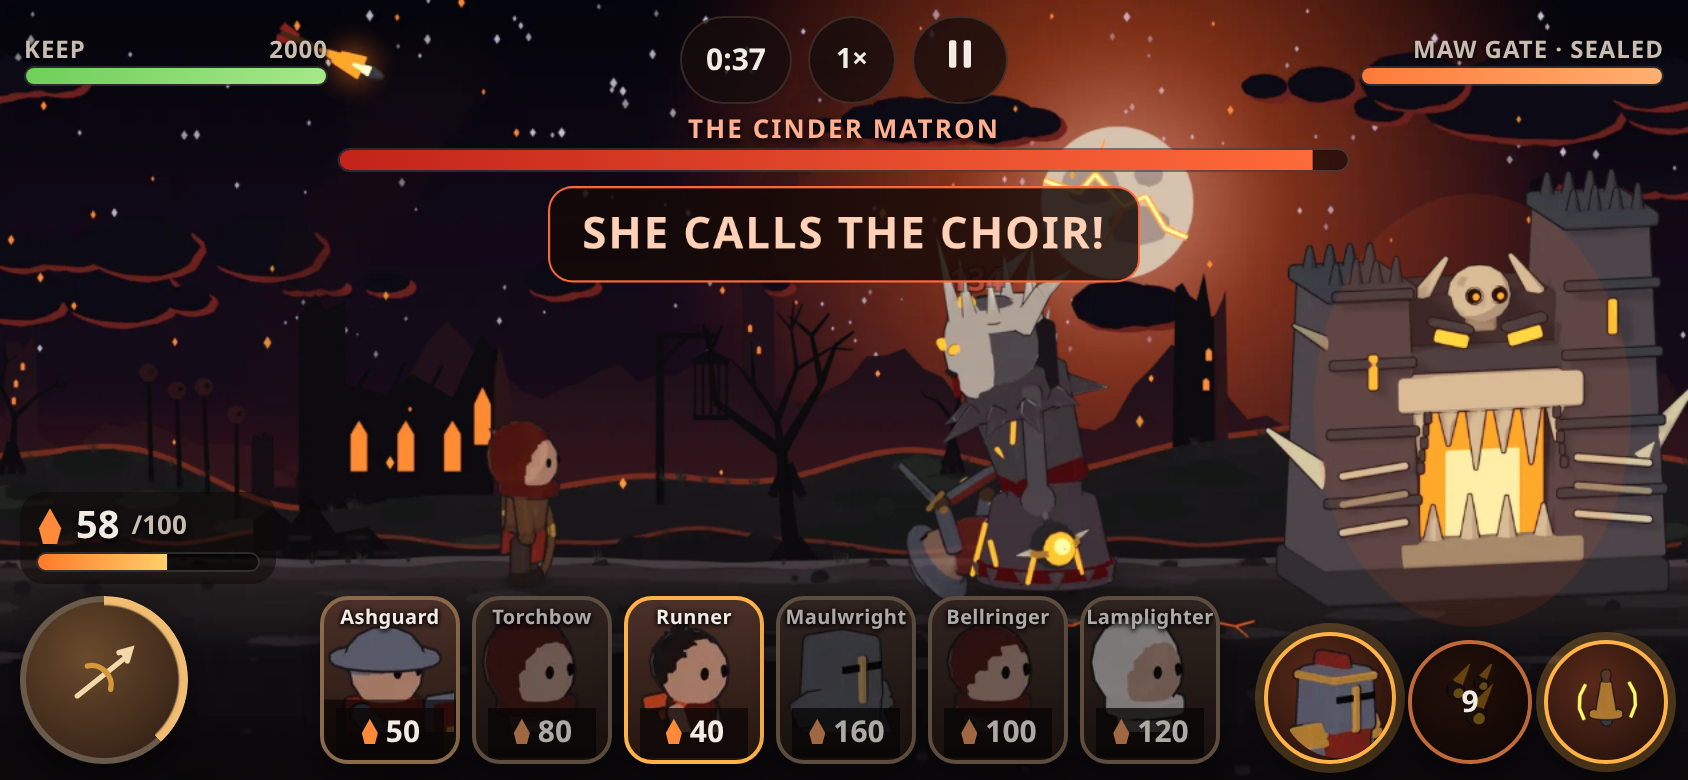 KEEP 2000
0:37 1×
MAW GATE · SEALED
THE CINDER MATRON
SHE CALLS THE CHOIR!
134
58 /100
Ashguard Torchbow Runner Maulwright Bellringer Lamplighter
50 80 40 160 100 120
9